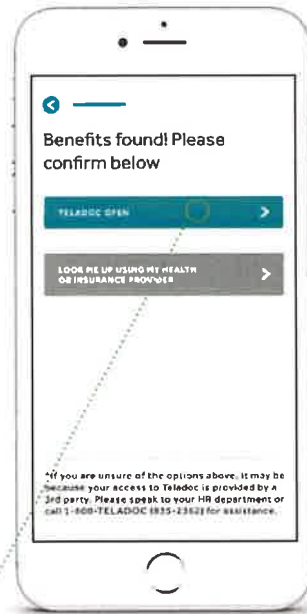 Benefits found! Please
confirm below
TELADOC OPEN
LOOK ME UP USING MY HEALTH
OR INSURANCE PROVIDER
*If you are unsure of the options above, it may be
because your access to Teladoc is provided by a
3rd party. Please speak to your HR department or
call 1-800-TELADOC (835-2362) for assistance.